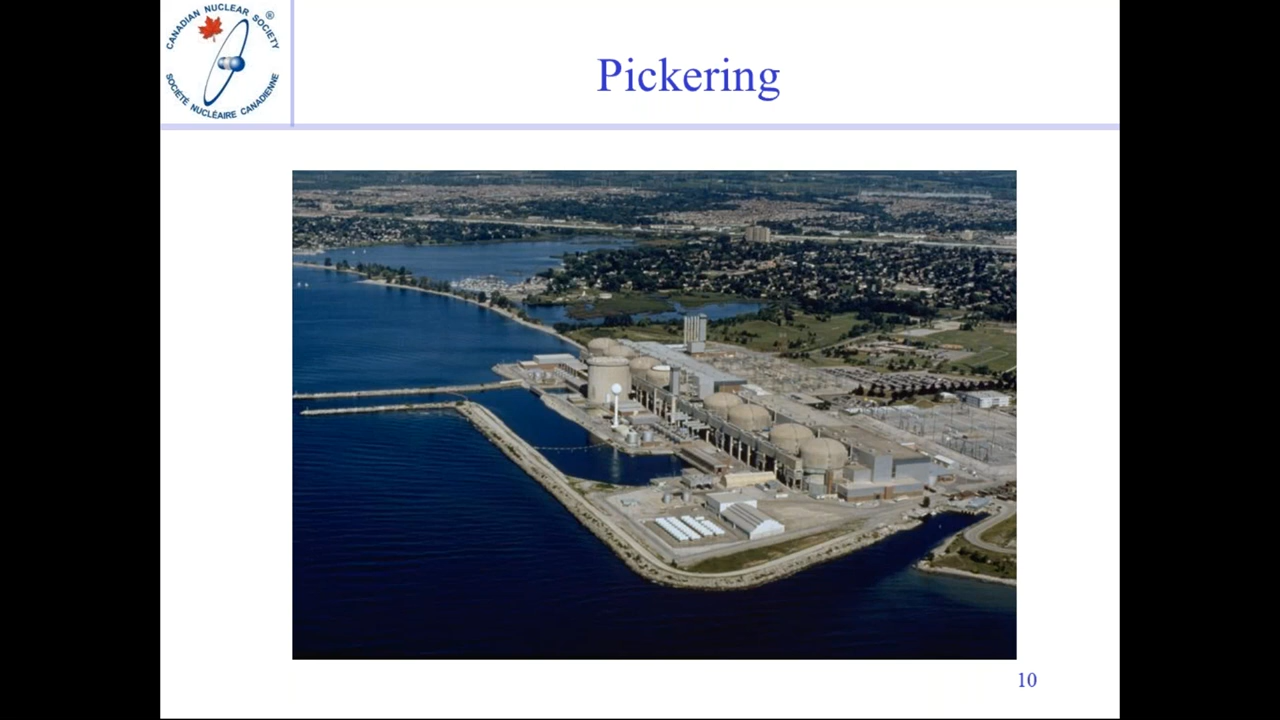 CANADIAN NUCLEAR SOCIETY ®
SOCIÉTÉ NUCLÉAIRE CANADIENNE
Pickering
10